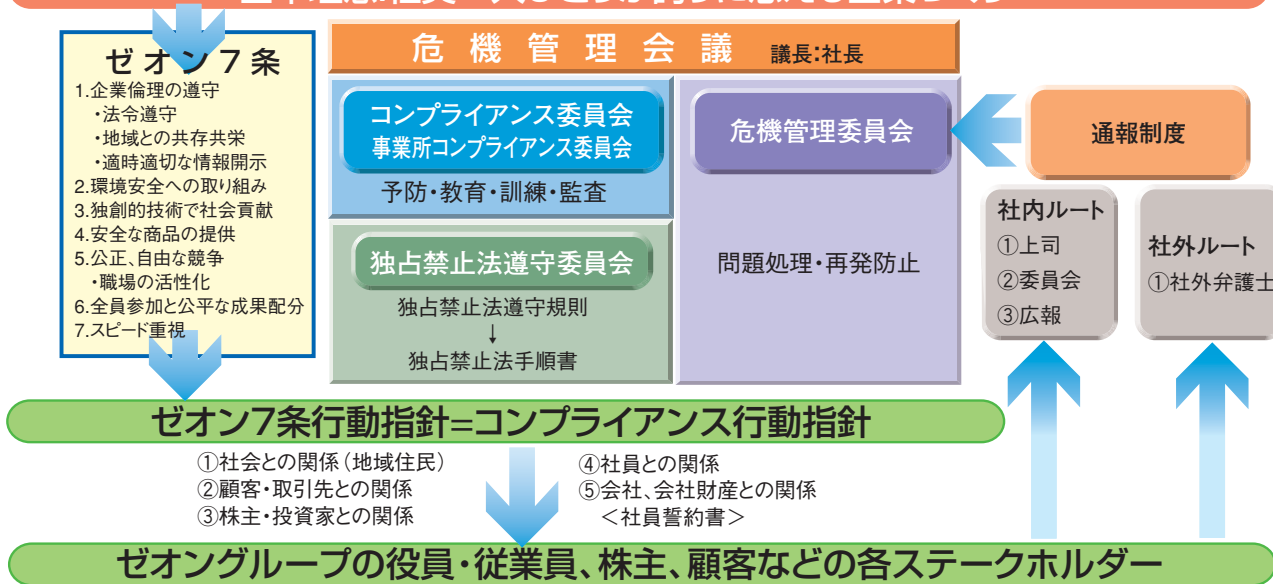 ゼオン7条
1.企業倫理の遵守
・法令遵守
・地域との共存共栄
・適時適切な情報開示
2.環境安全への取り組み
3.独創的技術で社会貢献
4.安全な商品の提供
5.公正、自由な競争
・職場の活性化
6.全員参加と公平な成果配分
7.スピード重視
危機管理会議 議長:社長
コンプライアンス委員会
事業所コンプライアンス委員会
予防・教育・訓練・監査
独占禁止法遵守委員会
独占禁止法遵守規則
↓
独占禁止法手順書
危機管理委員会
問題処理・再発防止
通報制度
社内ルート
①上司
②委員会
③広報
社外ルート
①社外弁護士
ゼオン7条行動指針=コンプライアンス行動指針
①社会との関係(地域住民)
②顧客・取引先との関係
③株主・投資家との関係
④社員との関係
⑤会社、会社財産との関係
<社員誓約書>
ゼオングループの役員・従業員、株主、顧客などの各ステークホルダー